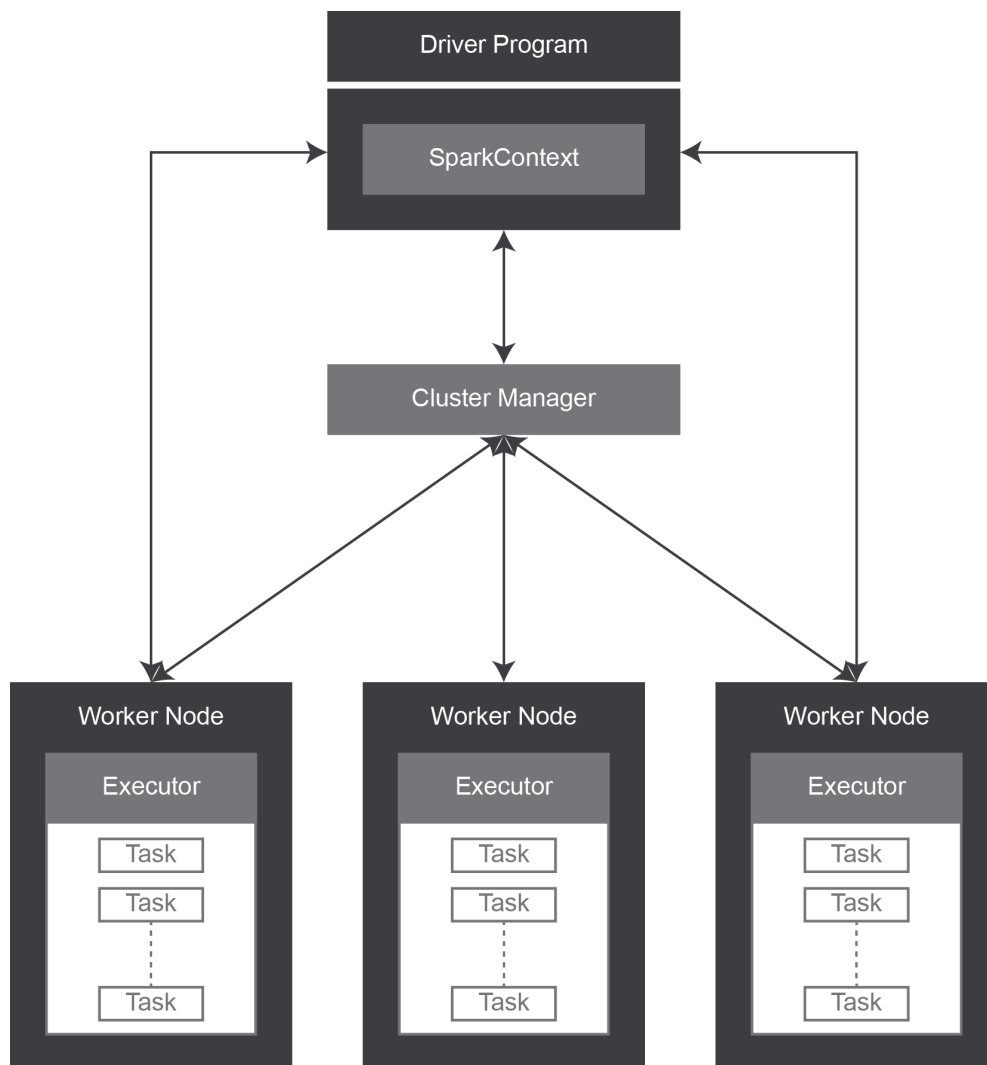 Driver Program
SparkContext
Cluster Manager
Worker Node
Executor
Task
Task
Task
Worker Node
Executor
Task
Task
Task
Worker Node
Executor
Task
Task
Task